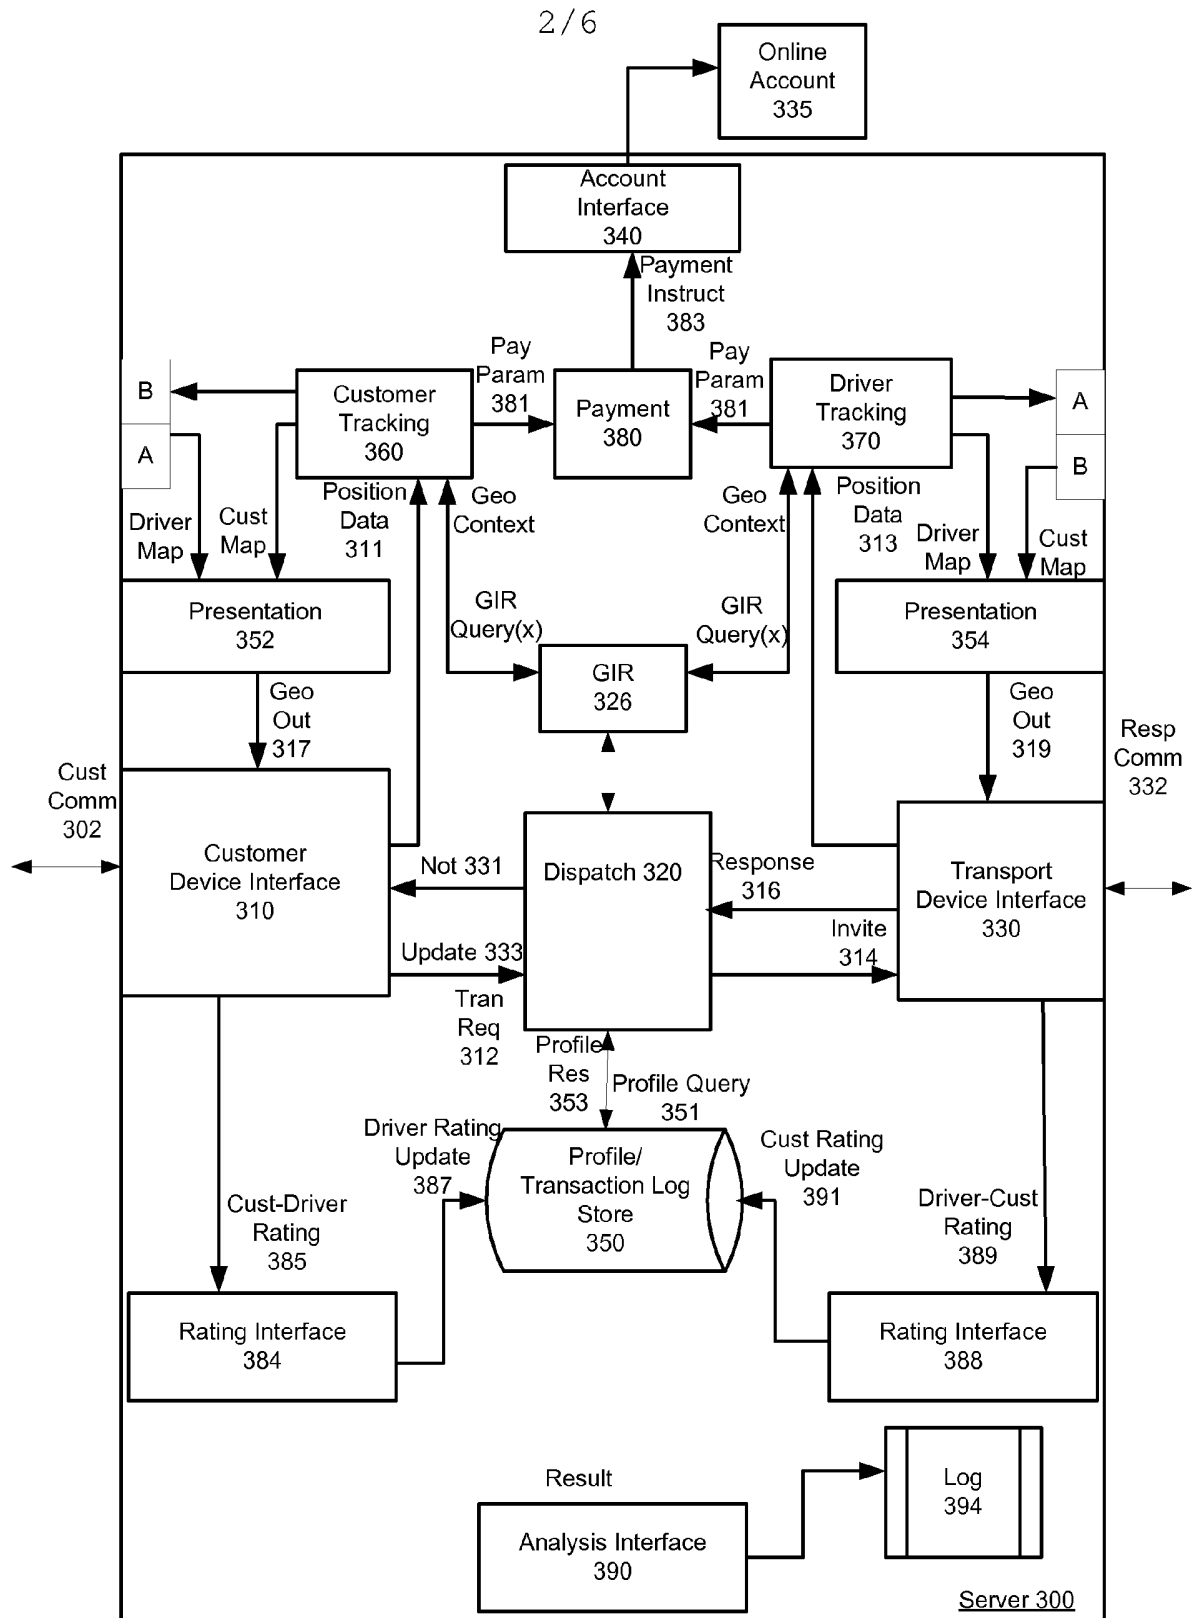 2/6
Online
Account
335
Account
Interface
340
Payment
Instruct
383
Pay
Param
381
Pay
Param
381
B
A
Customer
Tracking
360
Payment
380
Driver
Tracking
370
A
B
Driver
Map
Cust
Map
Position
Data
311
Geo
Context
Geo
Context
Position
Data
313
Driver
Map
Cust
Map
Presentation
352
GIR
Query(x)
GIR
Query(x)
GIR
326
Presentation
354
Geo
Out
317
Geo
Out
319
Cust
Comm
302
Resp
Comm
332
Customer
Device Interface
310
Not 331
Dispatch 320
Response
316
Transport
Device Interface
330
Update 333
Invite
314
Tran
Req
312
Profile
Res
353
Profile Query
351
Driver Rating
Update
387
Profile/
Transaction Log
Store
350
Cust Rating
Update
391
Cust-Driver
Rating
385
Driver-Cust
Rating
389
Rating Interface
384
Rating Interface
388
Result
Log
394
Analysis Interface
390
Server 300